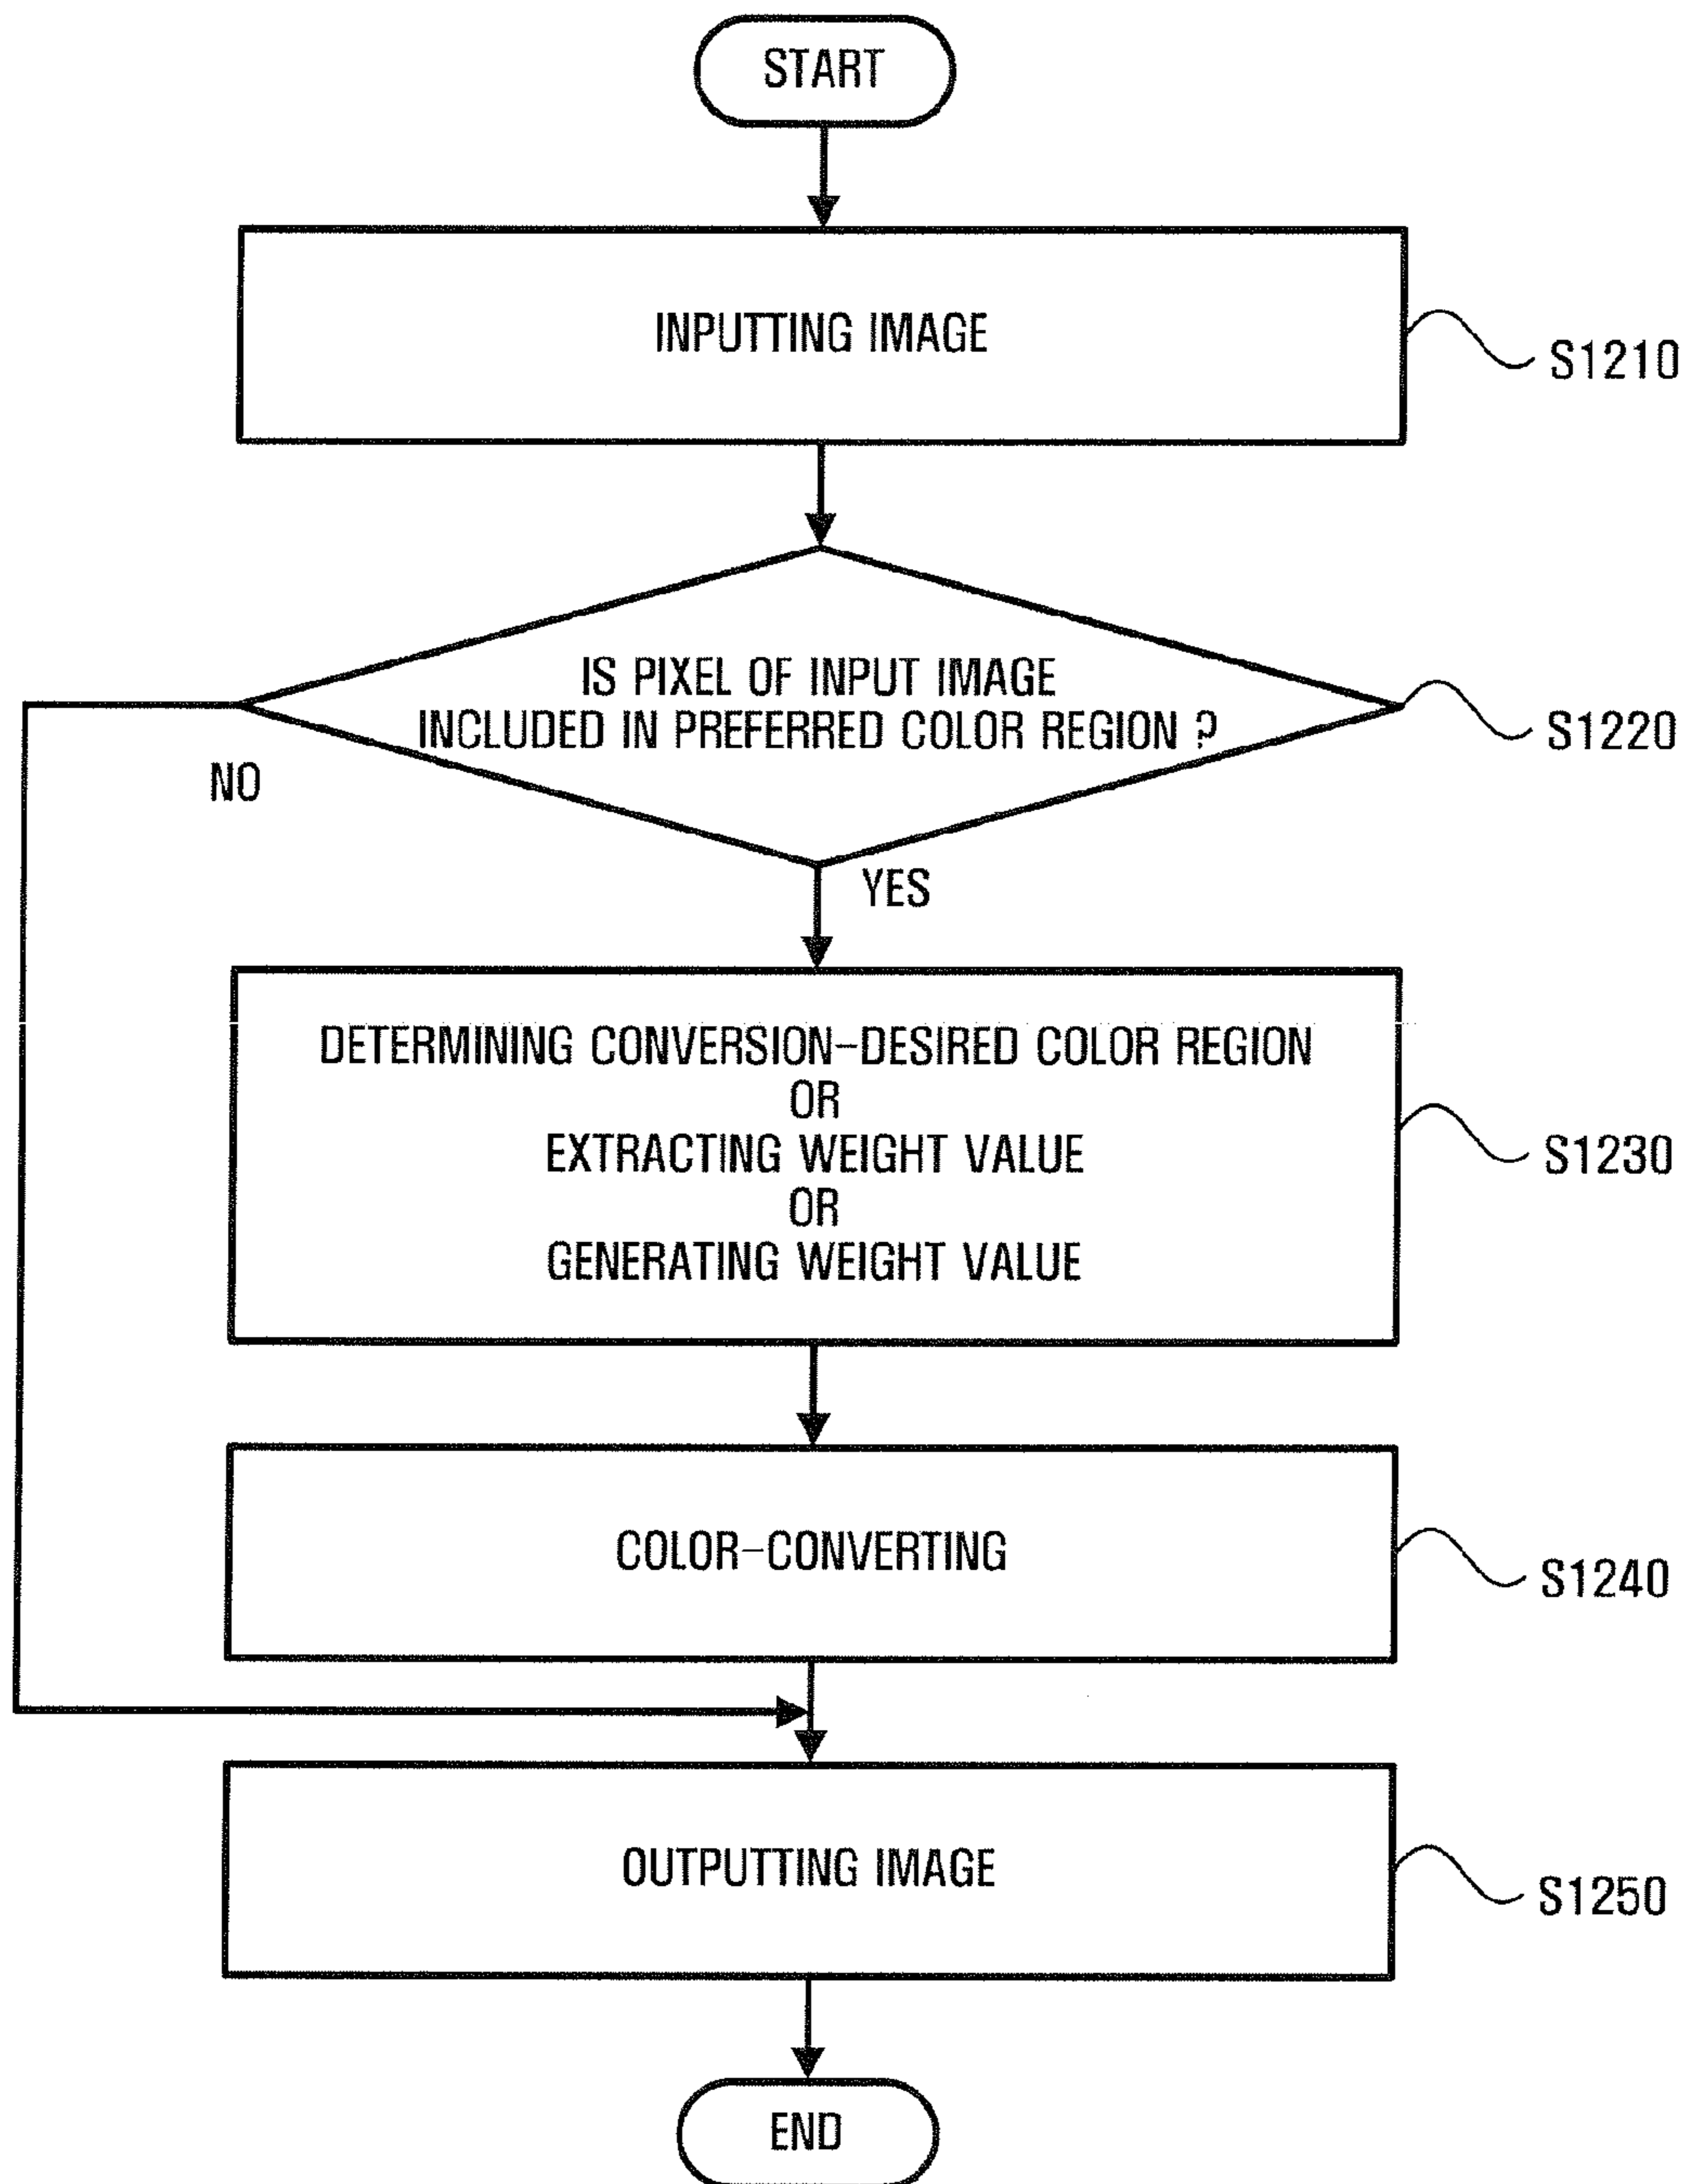 START
INPUTTING IMAGE
S1210
IS PIXEL OF INPUT IMAGE
INCLUDED IN PREFERRED COLOR REGION ?
S1220
NO
YES
DETERMINING CONVERSION-DESIRED COLOR REGION
OR
EXTRACTING WEIGHT VALUE
OR
GENERATING WEIGHT VALUE
S1230
COLOR-CONVERTING
S1240
OUTPUTTING IMAGE
S1250
END